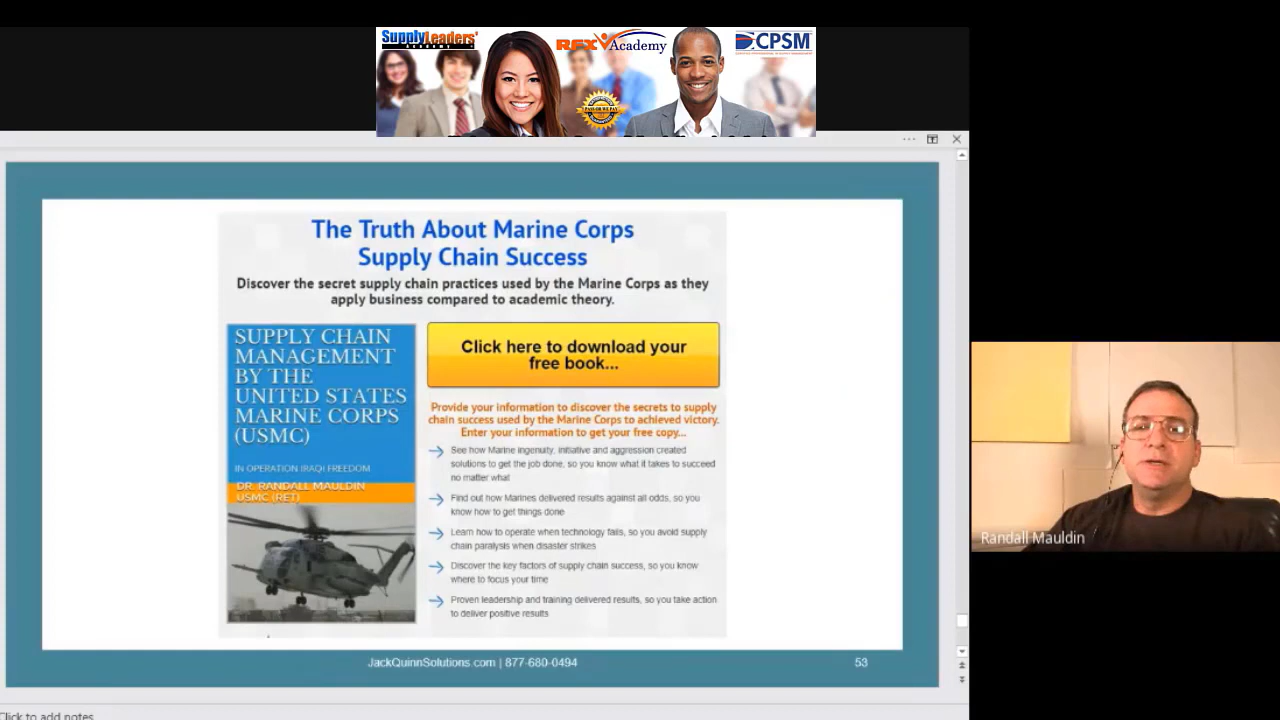 SupplyLeaders'
ACADEMY
RFX Academy
CPSM
PASS OR WE PAY
The Truth About Marine Corps
Supply Chain Success
Discover the secret supply chain practices used by the Marine Corps as they
apply business compared to academic theory.
SUPPLY CHAIN
MANAGEMENT
BY THE
UNITED STATES
MARINE CORPS
(USMC)
IN OPERATION IRAQI FREEDOM
DR. RANDALL MAULDIN
USMC (RET)
Click here to download your
free book...
Provide your information to discover the secrets to supply
chain success used by the Marine Corps to achieved victory.
Enter your information to get your free copy...
See how Marine ingenuity, initiative and aggression created
solutions to get the job done, so you know what it takes to succeed
no matter what
Find out how Marines delivered results against all odds, so you
know how to get things done
Learn how to operate when technology fails, so you avoid supply
chain paralysis when disaster strikes
Discover the key factors of supply chain success, so you know
where to focus your time
Proven leadership and training delivered results, so you take action
to deliver positive results
Randall Mauldin
JackQuinnSolutions.com | 877-680-0494
53
Click to add notes